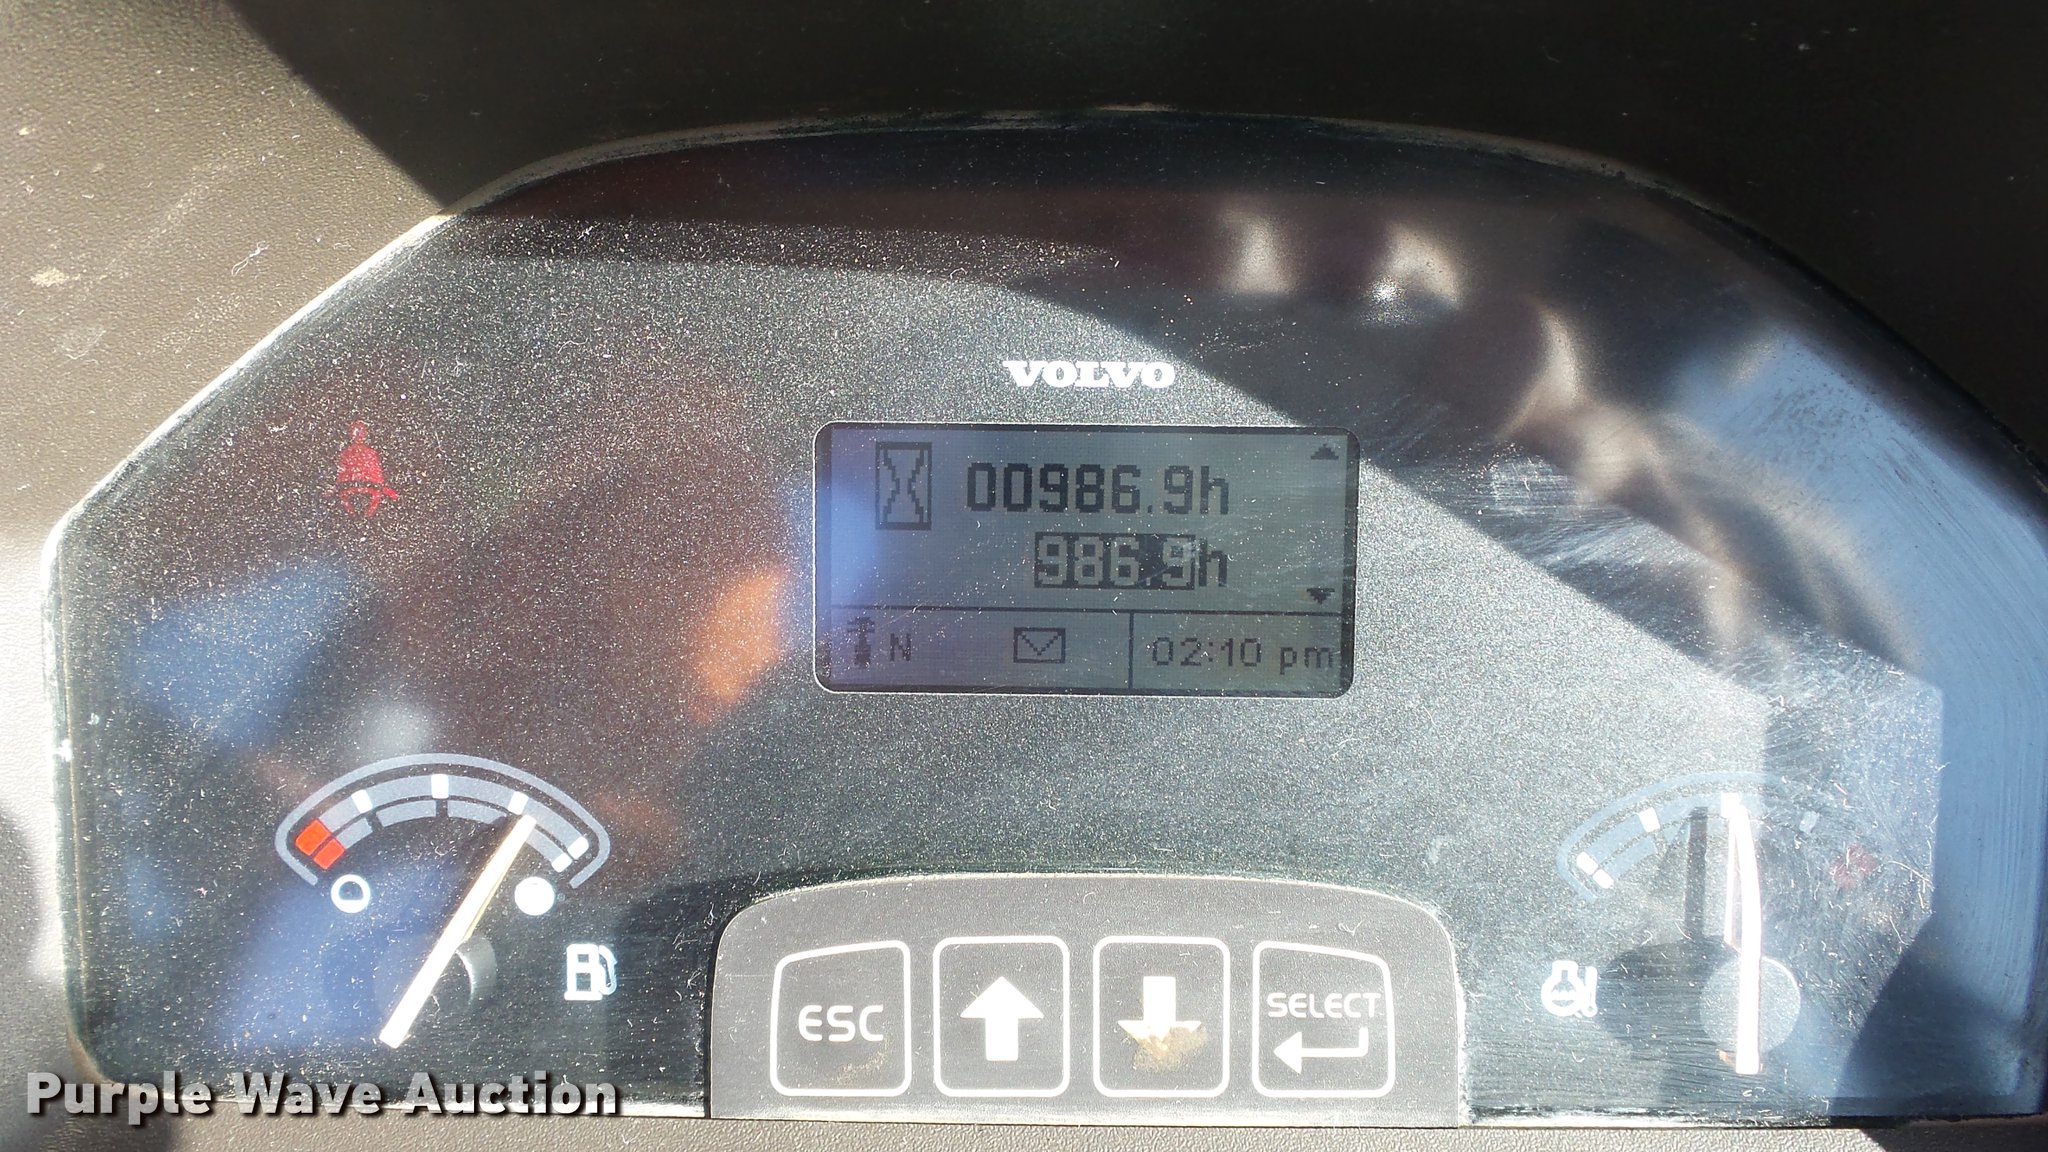 VOLVO
00986.9h
986.9h
N
02:10 pm
ESC
SELECT
Purple Wave Auction